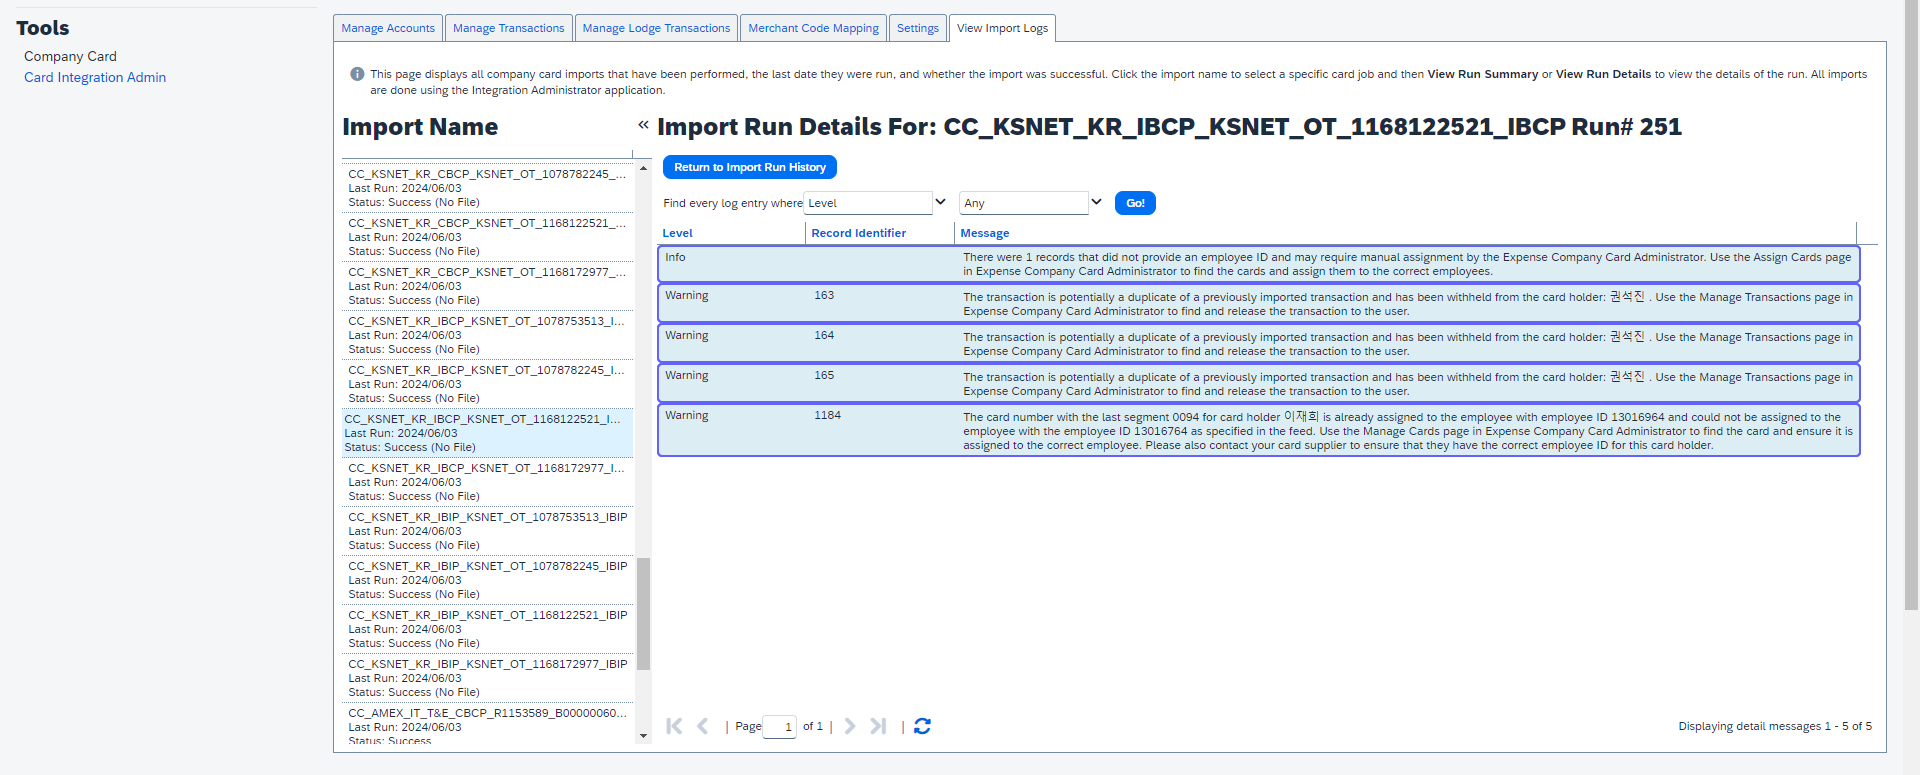 Tools
Company Card
Card Integration Admin
Manage Accounts
Manage Transactions
Manage Lodge Transactions
Merchant Code Mapping
Settings
View Import Logs
This page displays all company card imports that have been performed, the last date they were run, and whether the import was successful. Click the import name to select a specific card job and then View Run Summary or View Run Details to view the details of the run. All imports
are done using the Integration Administrator application.
Import Name
«
CC_KSNET_KR_CBCP_KSNET_OT_1078782245_...
Last Run: 2024/06/03
Status: Success (No File)
CC_KSNET_KR_CBCP_KSNET_OT_1168122521_...
Last Run: 2024/06/03
Status: Success (No File)
CC_KSNET_KR_CBCP_KSNET_OT_1168172977_...
Last Run: 2024/06/03
Status: Success (No File)
CC_KSNET_KR_IBCP_KSNET_OT_1078753513_I...
Last Run: 2024/06/03
Status: Success (No File)
CC_KSNET_KR_IBCP_KSNET_OT_1078782245_I...
Last Run: 2024/06/03
Status: Success (No File)
CC_KSNET_KR_IBCP_KSNET_OT_1168122521_I...
Last Run: 2024/06/03
Status: Success (No File)
CC_KSNET_KR_IBCP_KSNET_OT_1168172977_I...
Last Run: 2024/06/03
Status: Success (No File)
CC_KSNET_KR_IBIP_KSNET_OT_1078753513_IBIP
Last Run: 2024/06/03
Status: Success (No File)
CC_KSNET_KR_IBIP_KSNET_OT_1078782245_IBIP
Last Run: 2024/06/03
Status: Success (No File)
CC_KSNET_KR_IBIP_KSNET_OT_1168122521_IBIP
Last Run: 2024/06/03
Status: Success (No File)
CC_KSNET_KR_IBIP_KSNET_OT_1168172977_IBIP
Last Run: 2024/06/03
Status: Success (No File)
CC_AMEX_IT_T&E_CBCP_R1153589_B00000060...
Last Run: 2024/06/03
Status: Success
Import Run Details For: CC_KSNET_KR_IBCP_KSNET_OT_1168122521_IBCP Run# 251
Return to Import Run History
Find every log entry where Level Any Go!
Level Record Identifier Message
Info There were 1 records that did not provide an employee ID and may require manual assignment by the Expense Company Card Administrator. Use the Assign Cards page
in Expense Company Card Administrator to find the cards and assign them to the correct employees.
Warning 163 The transaction is potentially a duplicate of a previously imported transaction and has been withheld from the card holder: 권석진 . Use the Manage Transactions page in
Expense Company Card Administrator to find and release the transaction to the user.
Warning 164 The transaction is potentially a duplicate of a previously imported transaction and has been withheld from the card holder: 권석진 . Use the Manage Transactions page in
Expense Company Card Administrator to find and release the transaction to the user.
Warning 165 The transaction is potentially a duplicate of a previously imported transaction and has been withheld from the card holder: 권석진 . Use the Manage Transactions page in
Expense Company Card Administrator to find and release the transaction to the user.
Warning 1184 The card number with the last segment 0094 for card holder 이재희 is already assigned to the employee with employee ID 13016964 and could not be assigned to the
employee with the employee ID 13016764 as specified in the feed. Use the Manage Cards page in Expense Company Card Administrator to find the card and ensure it is
assigned to the correct employee. Please also contact your card supplier to ensure that they have the correct employee ID for this card holder.
| Page 1 of 1 | |
Displaying detail messages 1 - 5 of 5